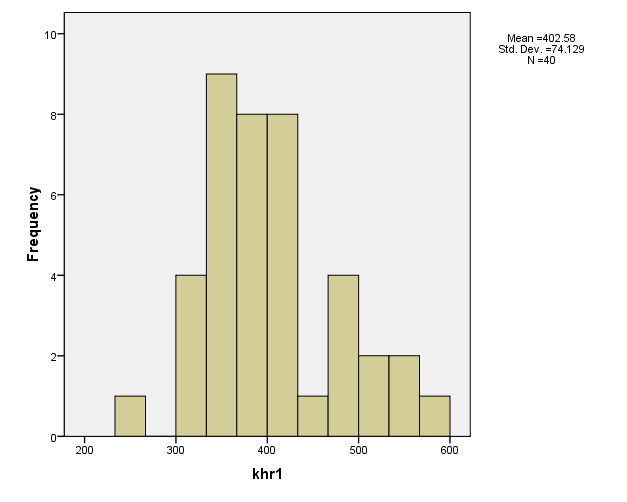 Mean =402.58
Std. Dev. =74.129
N =40
Frequency
10
8
6
4
2
0
200 300 400 500 600
khr1